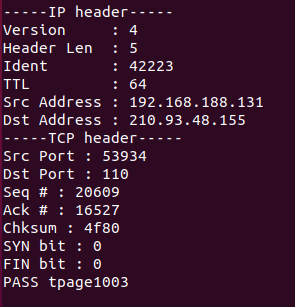 -----IP header-----
Version     : 4
Header Len  : 5
Ident       : 42223
TTL         : 64
Src Address : 192.168.188.131
Dst Address : 210.93.48.155
-----TCP header-----
Src Port : 53934
Dst Port : 110
Seq # : 20609
Ack # : 16527
Chksum : 4f80
SYN bit : 0
FIN bit : 0
PASS tpage1003